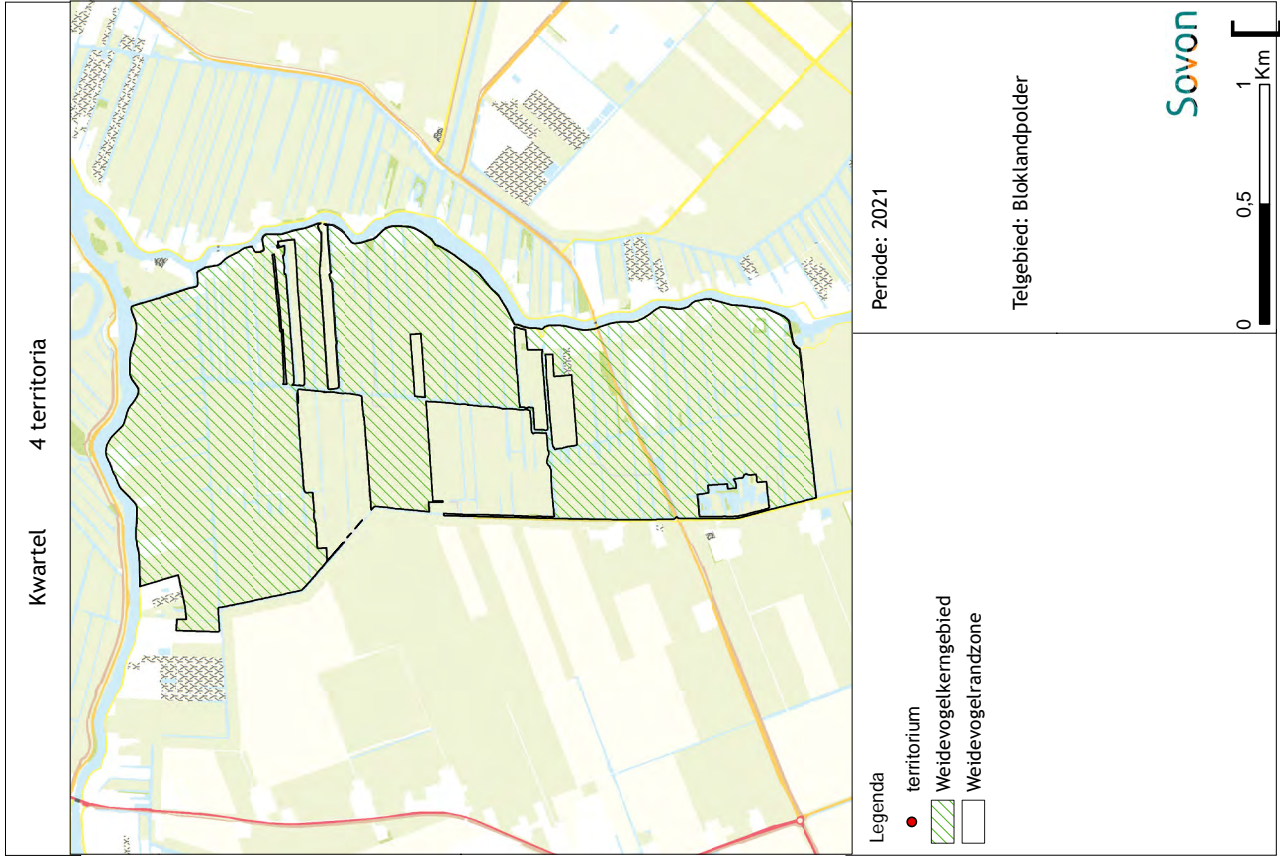 Kwartel 4 territoria
Legenda
territorium
Weidevogelkerngebied
Weidevogelrandzone
Periode: 2021
Telgebied: Bloklandpolder
Sovon
0 0,5 1
Km